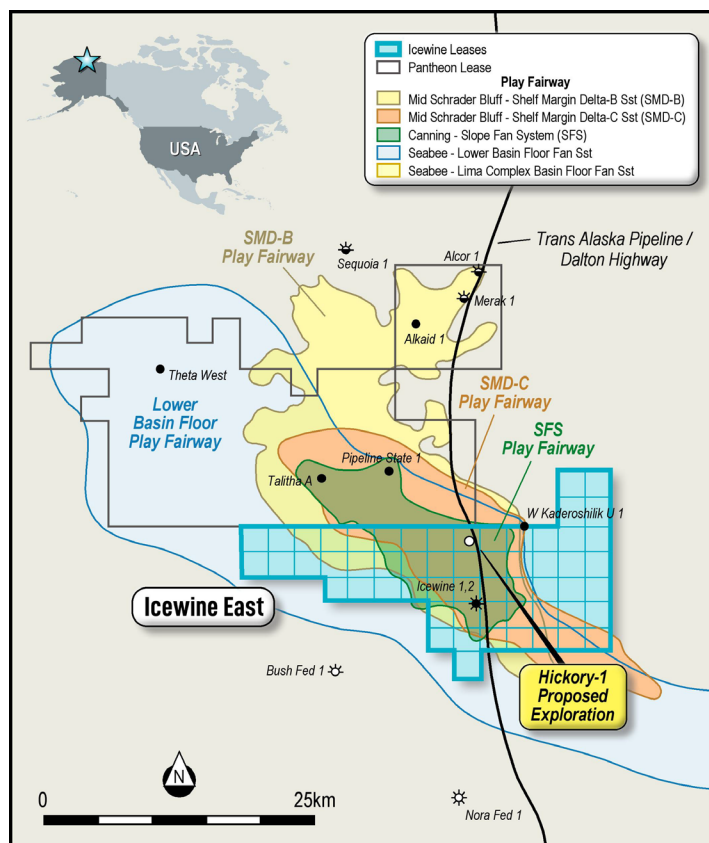 USA
Icewine Leases
Pantheon Lease
Play Fairway
Mid Schrader Bluff - Shelf Margin Delta-B Sst (SMD-B)
Mid Schrader Bluff - Shelf Margin Delta-C Sst (SMD-C)
Canning - Slope Fan System (SFS)
Seabee - Lower Basin Floor Fan Sst
Seabee - Lima Complex Basin Floor Fan Sst
Trans Alaska Pipeline /
Dalton Highway
SMD-B
Play Fairway
Sequoia 1
Alcor 1
Merak 1
Alkaid 1
Theta West
Lower
Basin Floor
Play Fairway
SMD-C
Play Fairway
SFS
Play Fairway
Pipeline State 1
Talitha A
W Kaderoshilik U 1
Icewine 1,2
Icewine East
Bush Fed 1
Hickory-1
Proposed
Exploration
N
0
25km
Nora Fed 1